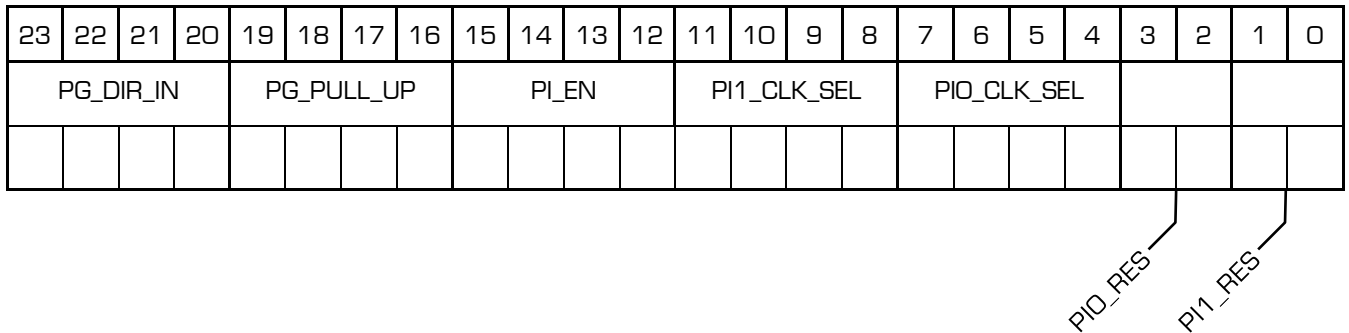 23 22 21 20 19 18 17 16 15 14 13 12 11 10 9 8 7 6 5 4 3 2 1 0
PG_DIR_IN PG_PULL_UP PI_EN PI1_CLK_SEL PI0_CLK_SEL
PI0_RES PI1_RES